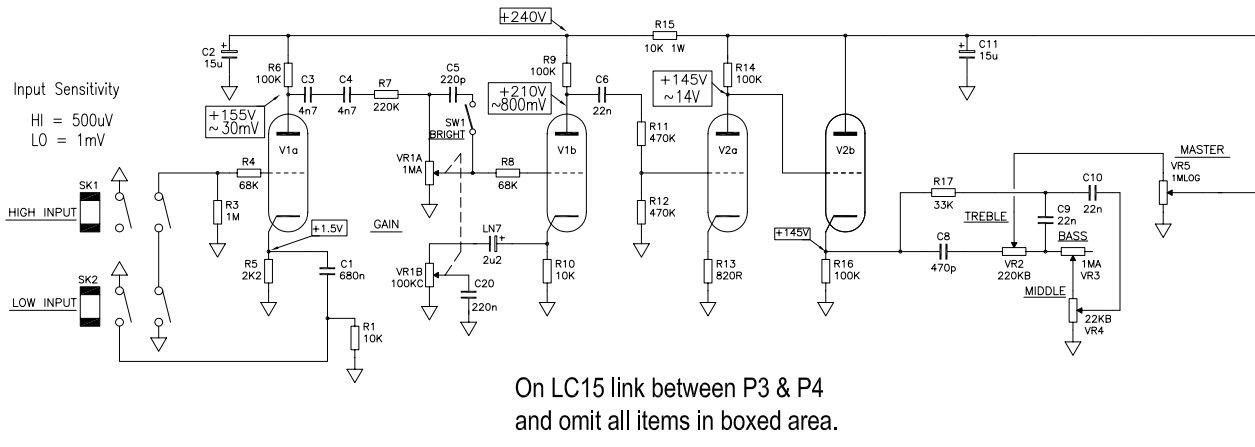 +240V
R15
10K 1W
C2
15u
R6
100K
C3
4n7
C4
4n7
R7
220K
C5
220p
R9
100K
C6
22n
R14
100K
C11
15u
Input Sensitivity
HI = 500uV
LO = 1mV
+155V
~ 30mV
+210V
~800mV
+145V
~ 14V
SW1
BRIGHT
V1a
V1b
V2a
V2b
R11
470K
R4
68K
VR1A
1MA
R8
68K
MASTER
VR5
1MLOG
SK1
HIGH INPUT
R3
1M
R12
470K
R17
33K
C10
22n
TREBLE
C9
22n
+1.5V
GAIN
LN7
2u2
+145V
BASS
C8
470p
VR2
220KB
1MA
VR3
SK2
LOW INPUT
R5
2K2
C1
680n
VR1B
100KC
C20
220n
R10
10K
R13
820R
R16
100K
MIDDLE
22KB
VR4
R1
10K
On LC15 link between P3 & P4
and omit all items in boxed area.